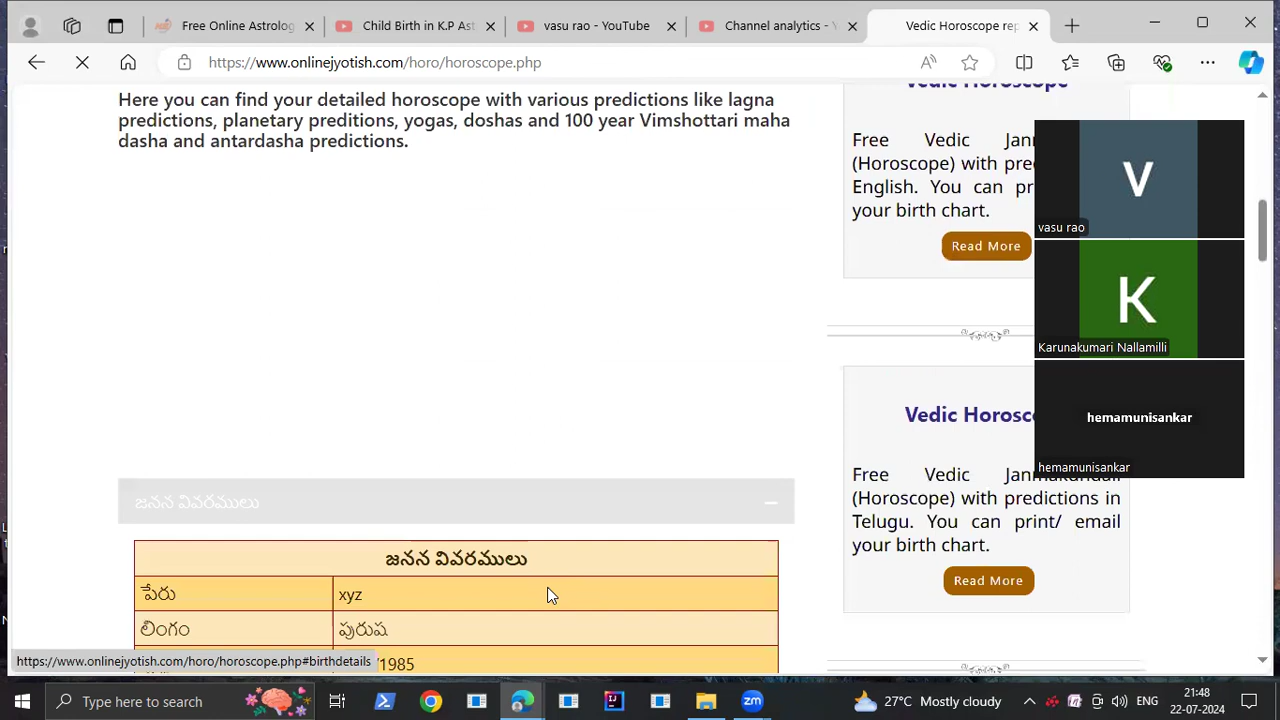 Free Online Astrolog
Child Birth in K.P Ast
vasu rao - YouTube
Channel analytics - Y
Vedic Horoscope rep
https://www.onlinejyotish.com/horo/horoscope.php
Here you can find your detailed horoscope with various predictions like lagna
predictions, planetary preditions, yogas, doshas and 100 year Vimshottari maha
dasha and antardasha predictions.
జనన వివరములు
జనన వివరములు
పేరు xyz
లింగం పురుష
/1985
https://www.onlinejyotish.com/horo/horoscope.php#birthdetails
Vedic Horoscope
Free Vedic Jan
(Horoscope) with pre
English. You can pr
your birth chart.
Read More
Vedic Horosc
Free Vedic
(Horoscope) with predictions in
Telugu. You can print/ email
your birth chart.
Read More
V
vasu rao
K
Karunakumari Nallamilli
hemamunisankar
hemamunisankar
Type here to search
27°C Mostly cloudy
ENG
21:48
22-07-2024